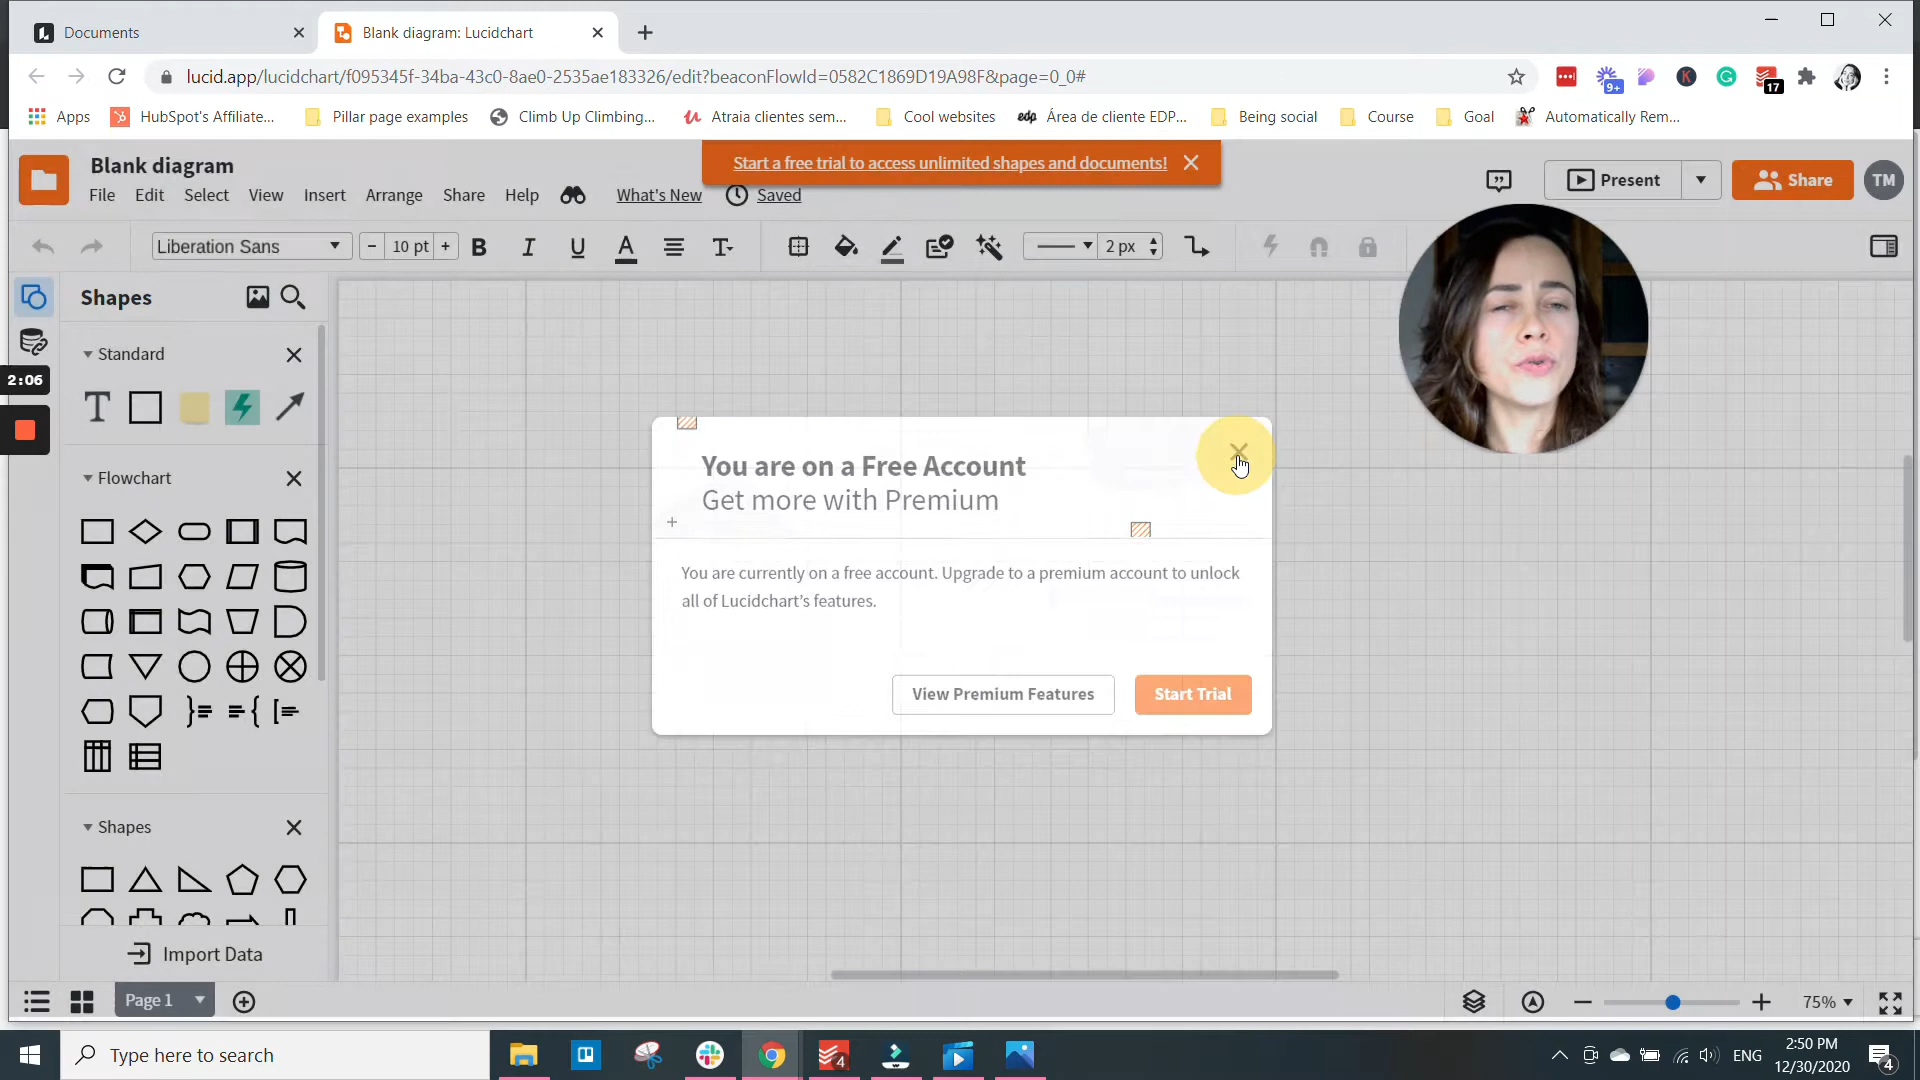 Documents
Blank diagram: Lucidchart
lucid.app/lucidchart/f095345f-34ba-43c0-8ae0-2535ae183326/edit?beaconFlowId=0582C1869D19A98F&page=0_0#
9+
K
17
Apps
HubSpot's Affiliate...
Pillar page examples
Climb Up Climbing...
Atraia clientes sem...
Cool websites
edp
Área de cliente EDP...
Being social
Course
Goal
Automatically Rem...
Blank diagram
Start a free trial to access unlimited shapes and documents!
Present
Share
TM
File
Edit
Select
View
Insert
Arrange
Share
Help
What's New
Saved
Liberation Sans
10 pt
B
I
U
A
T
2 px
Shapes
Standard
T
2:06
Flowchart
You are on a Free Account
Get more with Premium
You are currently on a free account. Upgrade to a premium account to unlock
all of Lucidchart's features.
View Premium Features
Start Trial
Shapes
Import Data
Page 1
75%
Type here to search
4
ENG
2:50 PM
12/30/2020
4